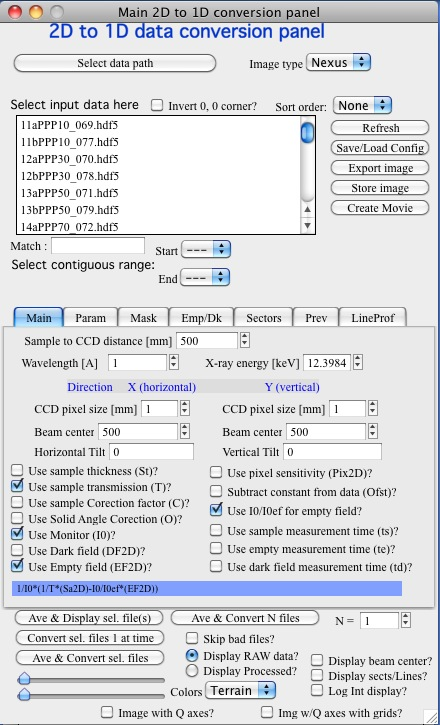 Main 2D to 1D conversion panel
2D to 1D data conversion panel
Select data path
Image type Nexus
Select input data here Invert 0, 0 corner? Sort order: None
11aPPP10_069.hdf5
11bPPP10_077.hdf5
12aPPP30_070.hdf5
12bPPP30_078.hdf5
13aPPP50_071.hdf5
13bPPP50_079.hdf5
14aPPP70_072.hdf5
Refresh
Save/Load Config
Export image
Store image
Create Movie
Match :
Start ---
Select contiguous range:
End ---
Main Param Mask Emp/Dk Sectors Prev LineProf
Sample to CCD distance [mm] 500
Wavelength [A] 1 X-ray energy [keV] 12.3984
Direction X (horizontal) Y (vertical)
CCD pixel size [mm] 1 CCD pixel size [mm] 1
Beam center 500 Beam center 500
Horizontal Tilt 0 Vertical Tilt 0
Use sample thickness (St)?
Use sample transmission (T)?
Use sample Corection factor (C)?
Use Solid Angle Corection (O)?
Use Monitor (I0)?
Use Dark field (DF2D)?
Use Empty field (EF2D)?
Use pixel sensitivity (Pix2D)?
Subtract constant from data (Ofst)?
Use I0/I0ef for empty field?
Use sample measurement time (ts)?
Use empty measurement time (te)?
Use dark field measurement time (td)?
1/I0*(1/T*(Sa2D)-I0/I0ef*(EF2D))
Ave & Display sel. file(s) Ave & Convert N files N = 1
Convert sel. files 1 at time Skip bad files?
Ave & Convert sel. files Display RAW data? Display beam center?
Display Processed? Display sects/Lines?
Colors Terrain Log Int display?
Image with Q axes? Img w/Q axes with grids?